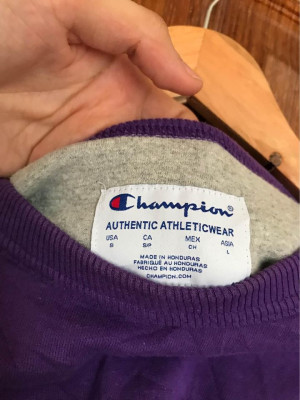 Champion
AUTHENTIC ATHLETICWEAR
USA CA MEX ASIA
S S/P CH L
MADE IN HONDURAS
FABRIQUÉ AU HONDURAS
HECHO EN HONDURAS
CHAMPION.COM